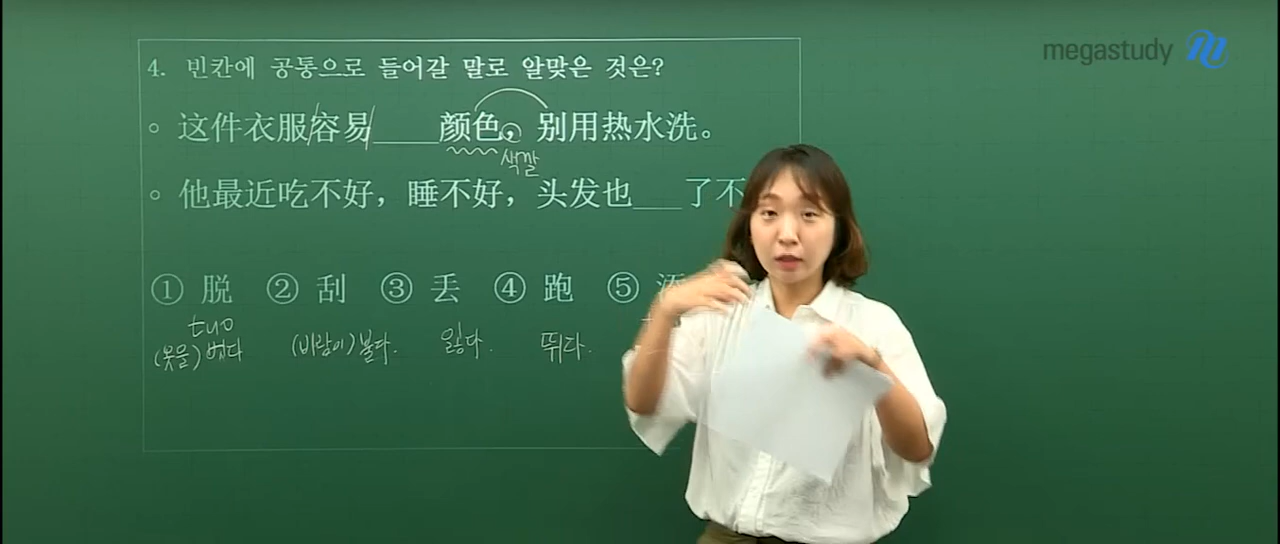 megastudy
4. 빈칸에 공통으로 들어갈 말로 알맞은 것은?
◦ 这件衣服容易____颜色，别用热水洗。
색깔
◦ 他最近吃不好，睡不好，头发也___了不
① 脱 ② 刮 ③ 丢 ④ 跑 ⑤
tuo
(옷을) 벗다 (바람이) 불다. 잃다. 뛰다.